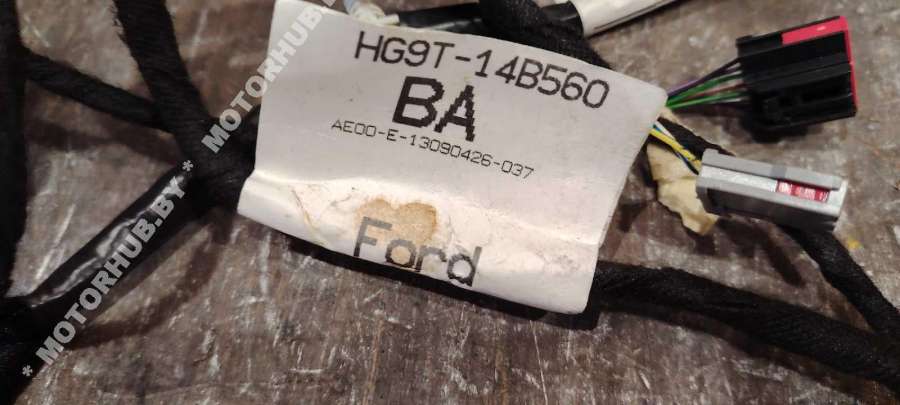 HG9T-14B560
BA
AE00-E-13090426-037
Ford
* MOTORHUB.BY * MOTORHUB.BY